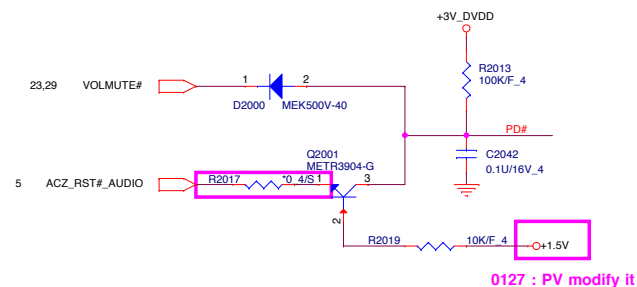 +3V_DVDD
R2013
100K/F_4
23,29 VOLMUTE#
1 2
D2000 MEK500V-40
PD#
Q2001
METR3904-G
C2042
0.1U/16V_4
5 ACZ_RST#_AUDIO
R2017 *0_4/S 1 3
2
R2019 10K/F_4 +1.5V
0127 : PV modify it